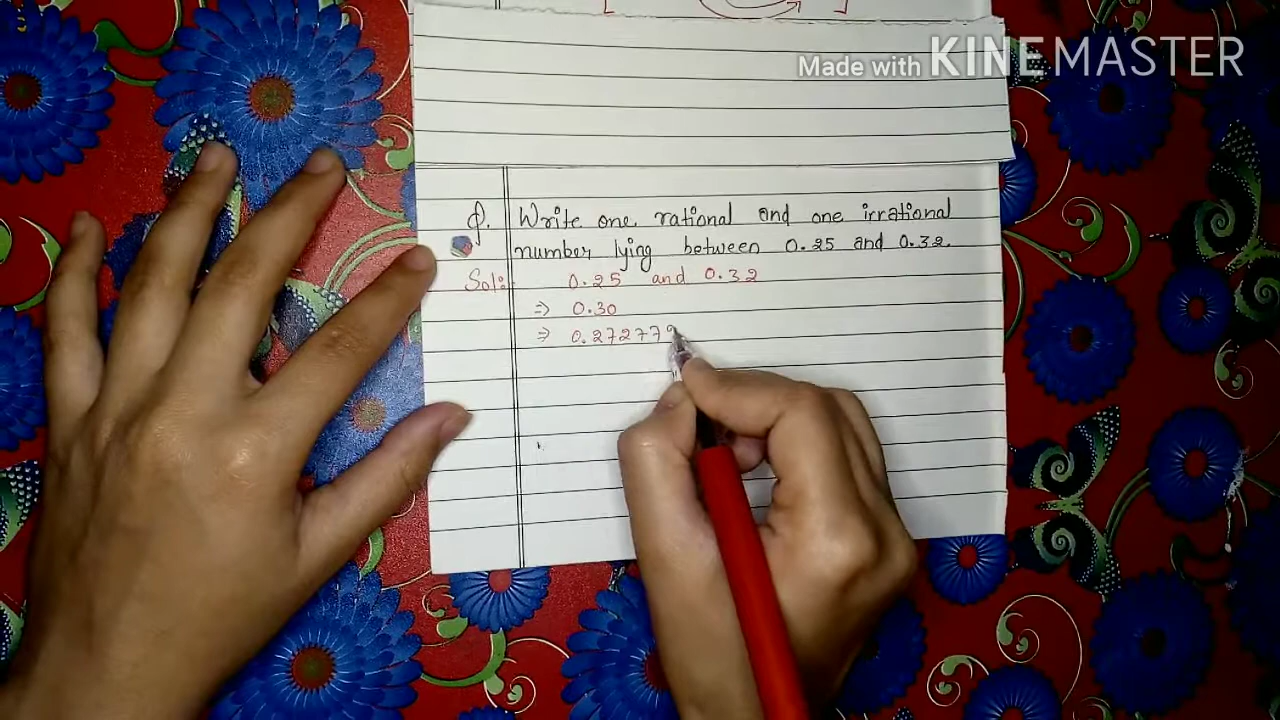 Made with KINEMASTER
Q. Write one rational and one irrational
number lying between 0.25 and 0.32.
Sol: 0.25 and 0.32
⇒ 0.30
⇒ 0.27277